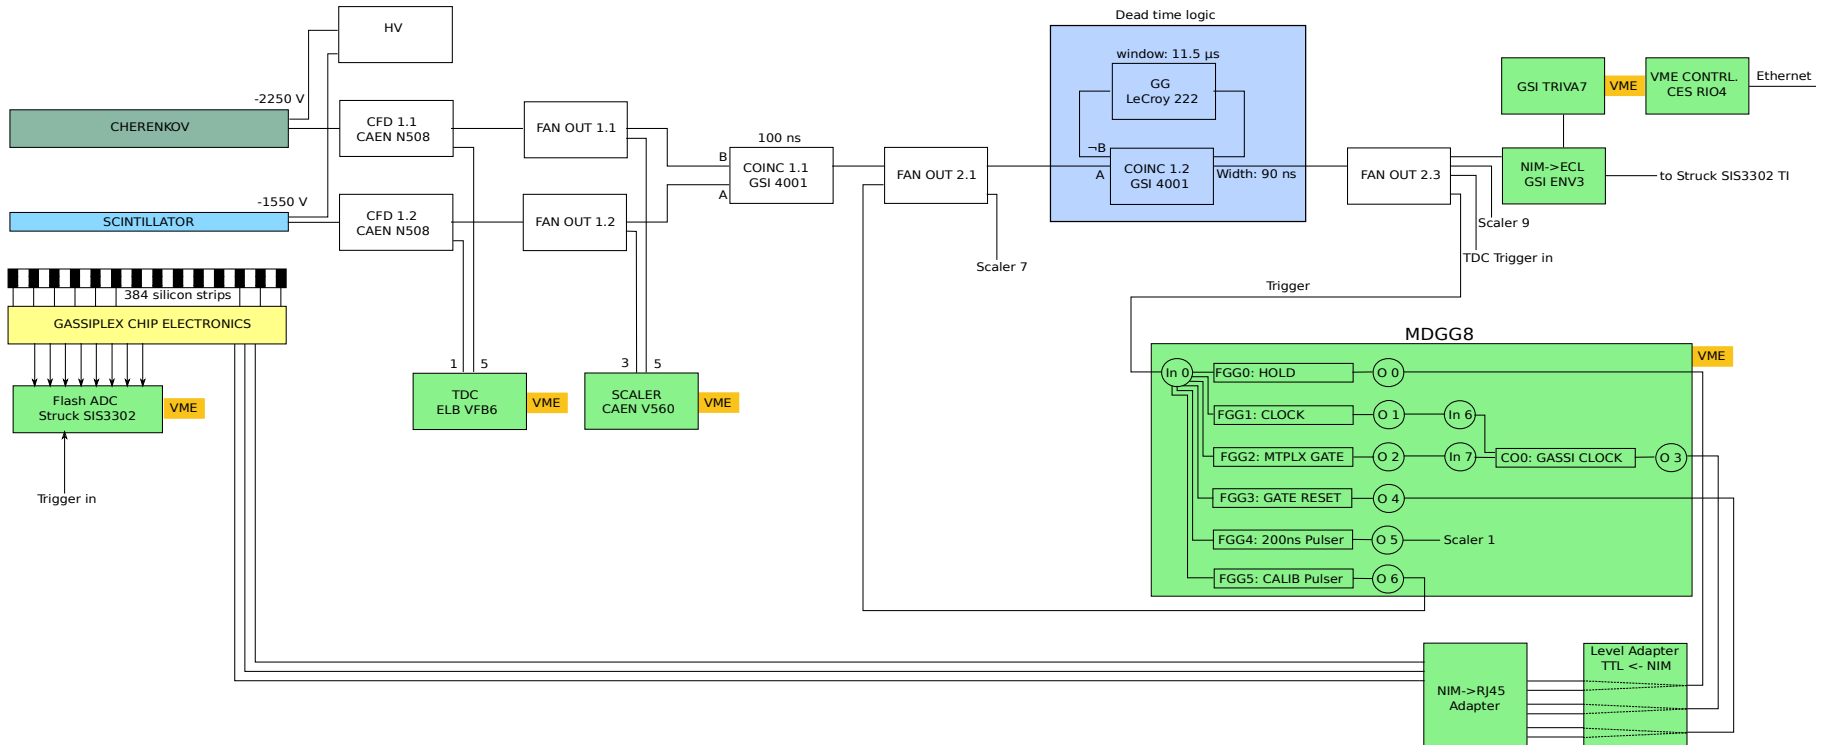 Dead time logic
HV
window: 11.5 µs
GG
LeCroy 222
GSI TRIVA7
VME
VME CONTRL.
CES RIO4
Ethernet
-2250 V
CHERENKOV
CFD 1.1
CAEN N508
FAN OUT 1.1
100 ns
B
A
COINC 1.1
GSI 4001
FAN OUT 2.1
¬B
A
COINC 1.2
GSI 4001
Width: 90 ns
FAN OUT 2.3
NIM->ECL
GSI ENV3
to Struck SIS3302 TI
-1550 V
SCINTILLATOR
CFD 1.2
CAEN N508
FAN OUT 1.2
Scaler 9
TDC Trigger in
Scaler 7
Trigger
384 silicon strips
GASSIPLEX CHIP ELECTRONICS
MDGG8
VME
1 5
3 5
Flash ADC
Struck SIS3302
VME
TDC
ELB VFB6
VME
SCALER
CAEN V560
VME
In 0
FGG0: HOLD
O 0
FGG1: CLOCK
O 1
In 6
FGG2: MTPLX GATE
O 2
In 7
CO0: GASSI CLOCK
O 3
FGG3: GATE RESET
O 4
FGG4: 200ns Pulser
O 5
Scaler 1
FGG5: CALIB Pulser
O 6
Trigger in
NIM->RJ45
Adapter
Level Adapter
TTL <- NIM